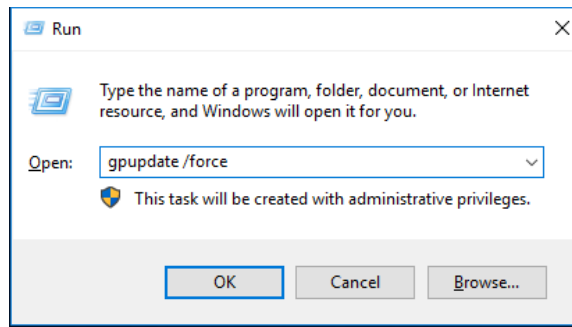 Run
Type the name of a program, folder, document, or Internet
resource, and Windows will open it for you.
Open: gpupdate /force
This task will be created with administrative privileges.
OK Cancel Browse...